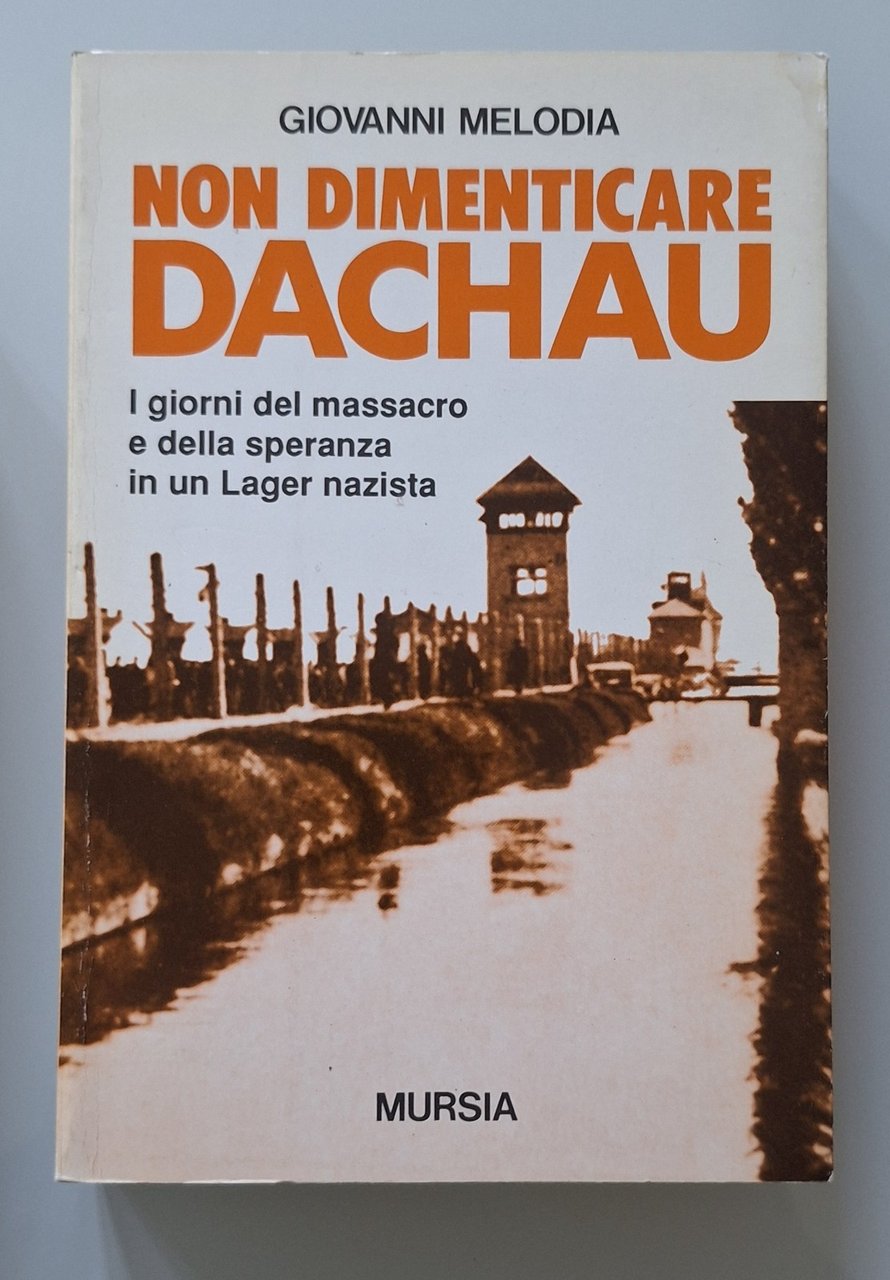 GIOVANNI MELODIA
NON DIMENTICARE
DACHAU
I giorni del massacro
e della speranza
in un Lager nazista
MURSIA